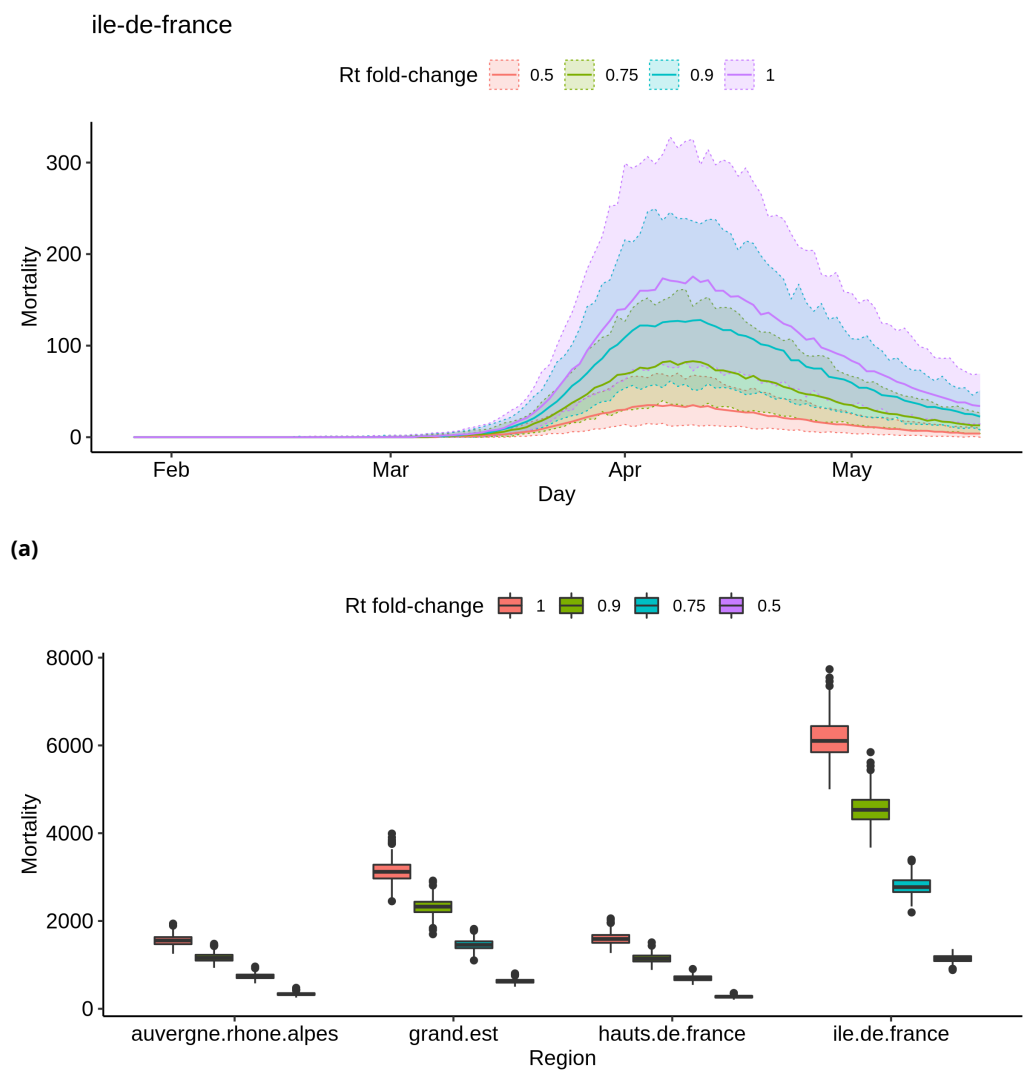 ile-de-france
Rt fold-change 0.5 0.75 0.9 1
300
200
100
0
Mortality
Feb Mar Apr May
Day
(a)
Rt fold-change 1 0.9 0.75 0.5
8000
6000
4000
2000
0
Mortality
auvergne.rhone.alpes grand.est hauts.de.france ile.de.france
Region